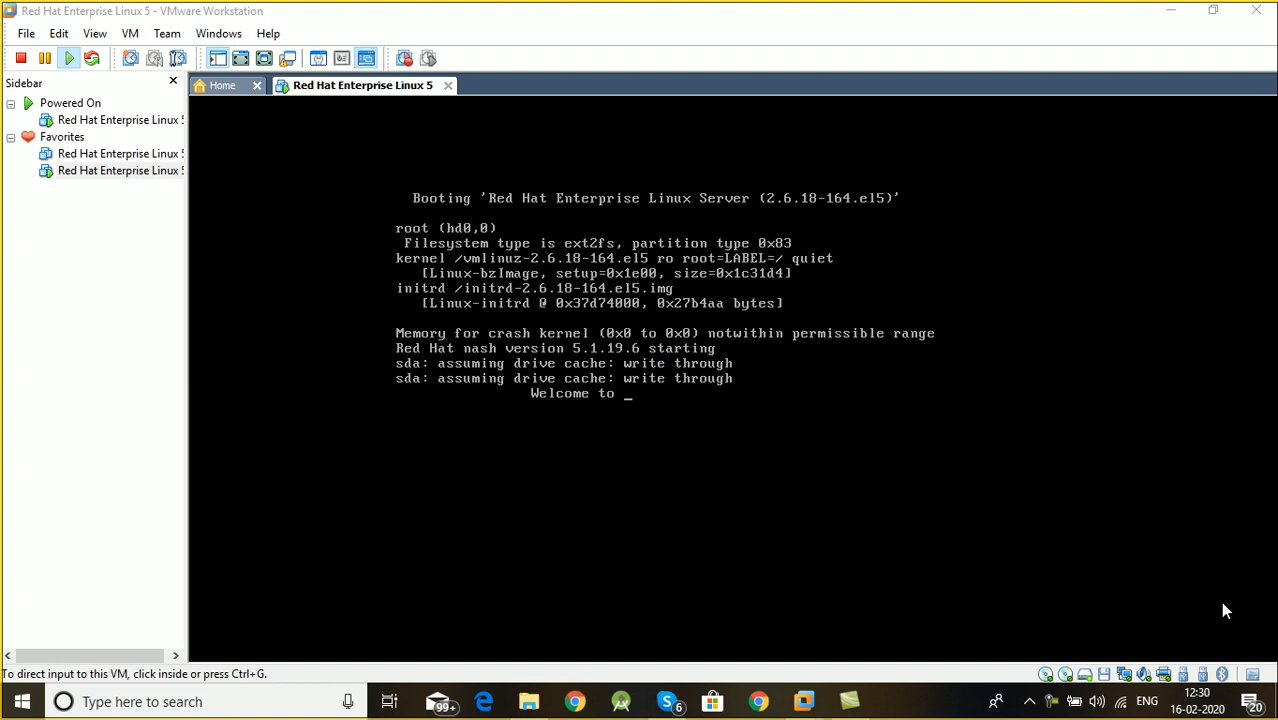 Red Hat Enterprise Linux 5 - VMware Workstation
File Edit View VM Team Windows Help
Sidebar
Home
Red Hat Enterprise Linux 5
Powered On
Red Hat Enterprise Linux 5
Favorites
Red Hat Enterprise Linux 5
Red Hat Enterprise Linux 5
Booting 'Red Hat Enterprise Linux Server (2.6.18-164.el5)'
root (hd0,0)
Filesystem type is ext2fs, partition type 0x83
kernel /vmlinuz-2.6.18-164.el5 ro root=LABEL=/ quiet
[Linux-bzImage, setup=0x1e00, size=0x1c31d4]
initrd /initrd-2.6.18-164.el5.img
[Linux-initrd @ 0x37d74000, 0x27b4aa bytes]
Memory for crash kernel (0x0 to 0x0) notwithin permissible range
Red Hat nash version 5.1.19.6 starting
sda: assuming drive cache: write through
sda: assuming drive cache: write through
Welcome to _
To direct input to this VM, click inside or press Ctrl+G.
Type here to search
99+
6
ENG
12:30
16-02-2020
20